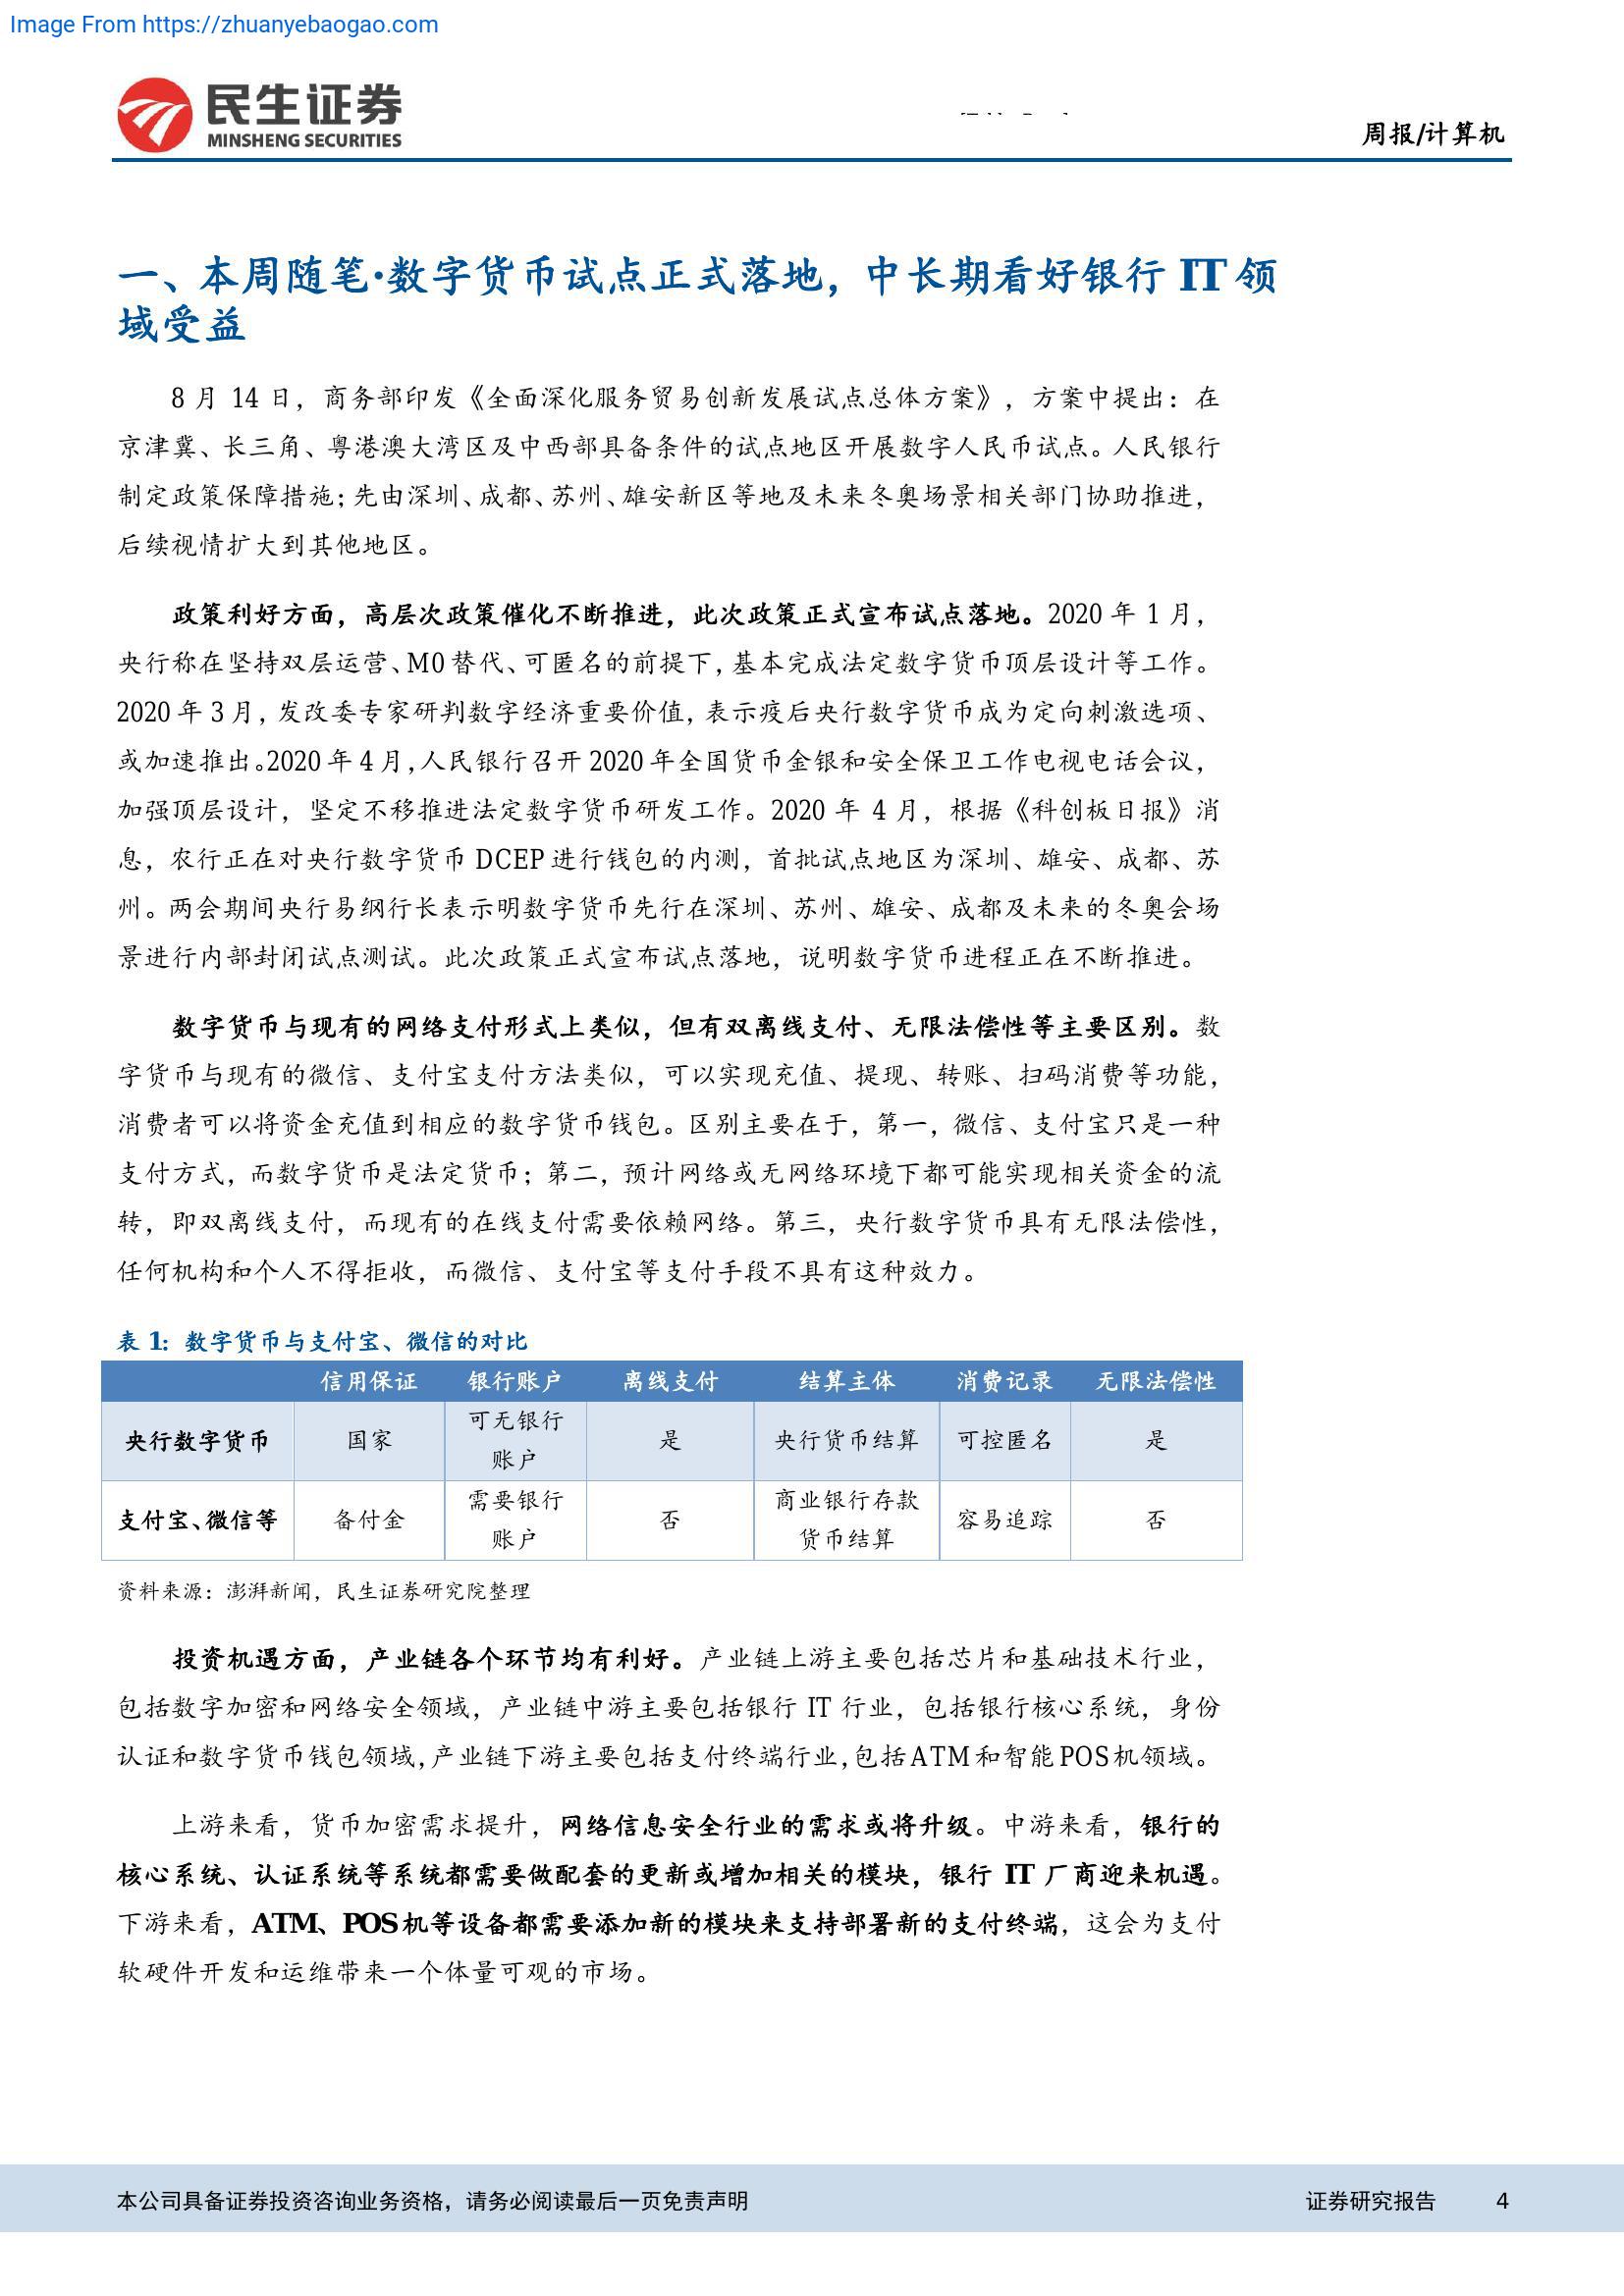 Image From https://zhuanyebaogao.com
民生证券
MINSHENG SECURITIES
周报/计算机
一、本周随笔·数字货币试点正式落地，中长期看好银行 IT 领
域受益
8 月 14 日，商务部印发《全面深化服务贸易创新发展试点总体方案》，方案中提出：在
京津冀、长三角、粤港澳大湾区及中西部具备条件的试点地区开展数字人民币试点。人民银行
制定政策保障措施；先由深圳、成都、苏州、雄安新区等地及未来冬奥场景相关部门协助推进，
后续视情扩大到其他地区。
政策利好方面，高层次政策催化不断推进，此次政策正式宣布试点落地。2020 年 1 月，
央行称在坚持双层运营、M0 替代、可匿名的前提下，基本完成法定数字货币顶层设计等工作。
2020 年 3 月，发改委专家研判数字经济重要价值，表示疫后央行数字货币成为定向刺激选项、
或加速推出。2020 年 4 月，人民银行召开 2020 年全国货币金银和安全保卫工作电视电话会议，
加强顶层设计，坚定不移推进法定数字货币研发工作。2020 年 4 月，根据《科创板日报》消
息，农行正在对央行数字货币 DCEP 进行钱包的内测，首批试点地区为深圳、雄安、成都、苏
州。两会期间央行易纲行长表示明数字货币先行在深圳、苏州、雄安、成都及未来的冬奥会场
景进行内部封闭试点测试。此次政策正式宣布试点落地，说明数字货币进程正在不断推进。
数字货币与现有的网络支付形式上类似，但有双离线支付、无限法偿性等主要区别。数
字货币与现有的微信、支付宝支付方法类似，可以实现充值、提现、转账、扫码消费等功能，
消费者可以将资金充值到相应的数字货币钱包。区别主要在于，第一，微信、支付宝只是一种
支付方式，而数字货币是法定货币；第二，预计网络或无网络环境下都可能实现相关资金的流
转，即双离线支付，而现有的在线支付需要依赖网络。第三，央行数字货币具有无限法偿性，
任何机构和个人不得拒收，而微信、支付宝等支付手段不具有这种效力。
表 1：数字货币与支付宝、微信的对比
信用保证 银行账户 离线支付 结算主体 消费记录 无限法偿性
央行数字货币 国家 可无银行账户 是 央行货币结算 可控匿名 是
支付宝、微信等 备付金 需要银行账户 否 商业银行存款货币结算 容易追踪 否
资料来源：澎湃新闻，民生证券研究院整理
投资机遇方面，产业链各个环节均有利好。产业链上游主要包括芯片和基础技术行业，
包括数字加密和网络安全领域，产业链中游主要包括银行 IT 行业，包括银行核心系统，身份
认证和数字货币钱包领域，产业链下游主要包括支付终端行业，包括 ATM 和智能 POS 机领域。
上游来看，货币加密需求提升，网络信息安全行业的需求或将升级。中游来看，银行的
核心系统、认证系统等系统都需要做配套的更新或增加相关的模块，银行 IT 厂商迎来机遇。
下游来看，ATM、POS 机等设备都需要添加新的模块来支持部署新的支付终端，这会为支付
软硬件开发和运维带来一个体量可观的市场。
本公司具备证券投资咨询业务资格，请务必阅读最后一页免责声明
证券研究报告 4